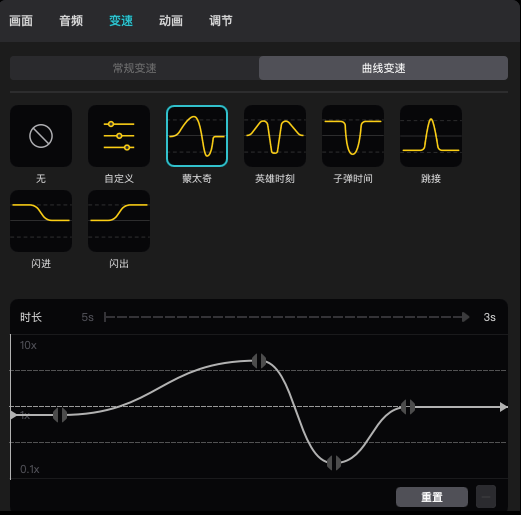 画面 音频 变速 动画 调节
常规变速 曲线变速
无 自定义 蒙太奇 英雄时刻 子弹时间 跳接
闪进 闪出
时长 5s 3s
10x
1x
0.1x
重置